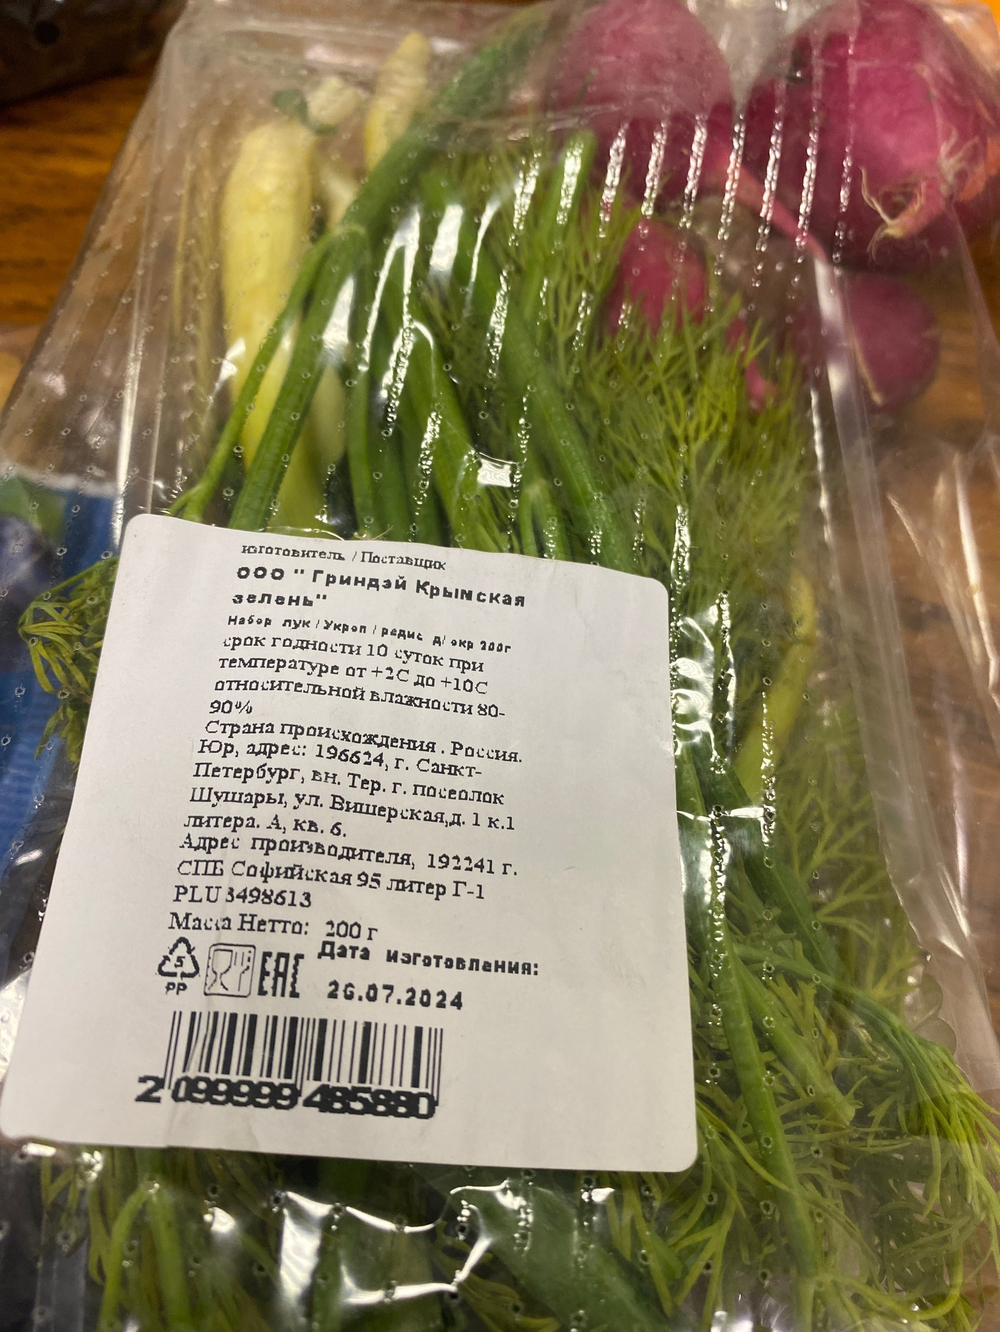 изготовитель / Поставщик
ООО "Гриндэй Крымская
зелень"
Набор лук / Укроп / редис д/окр 200г
срок годности 10 суток при
температуре от +2С до +10С
относительной влажности 80-
90%
Страна происхождения . Россия.
Юр, адрес: 196624, г. Санкт-
Петербург, вн. Тер. г. посеолок
Шушары, ул. Вишерская,д. 1 к.1
литера. А, кв. 6.
Адрес производителя, 192241 г.
СПБ Софийская 95 литер Г-1
PLU 3498613
Масса Нетто: 200 г
Дата изготовления:
5
PP
EAC
26.07.2024
2 099999 485880